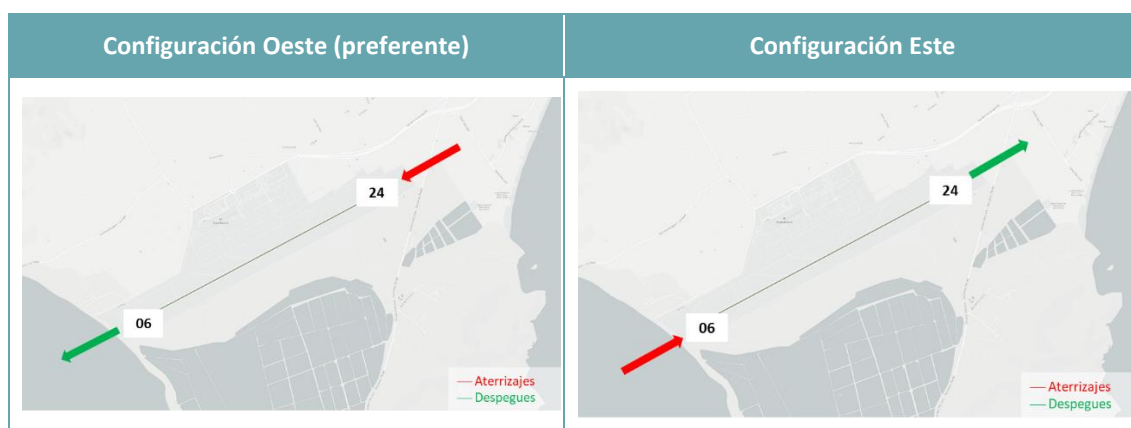 Configuración Oeste (preferente)
Configuración Este
24
06
Aterrizajes
Despegues
24
06
Aterrizajes
Despegues